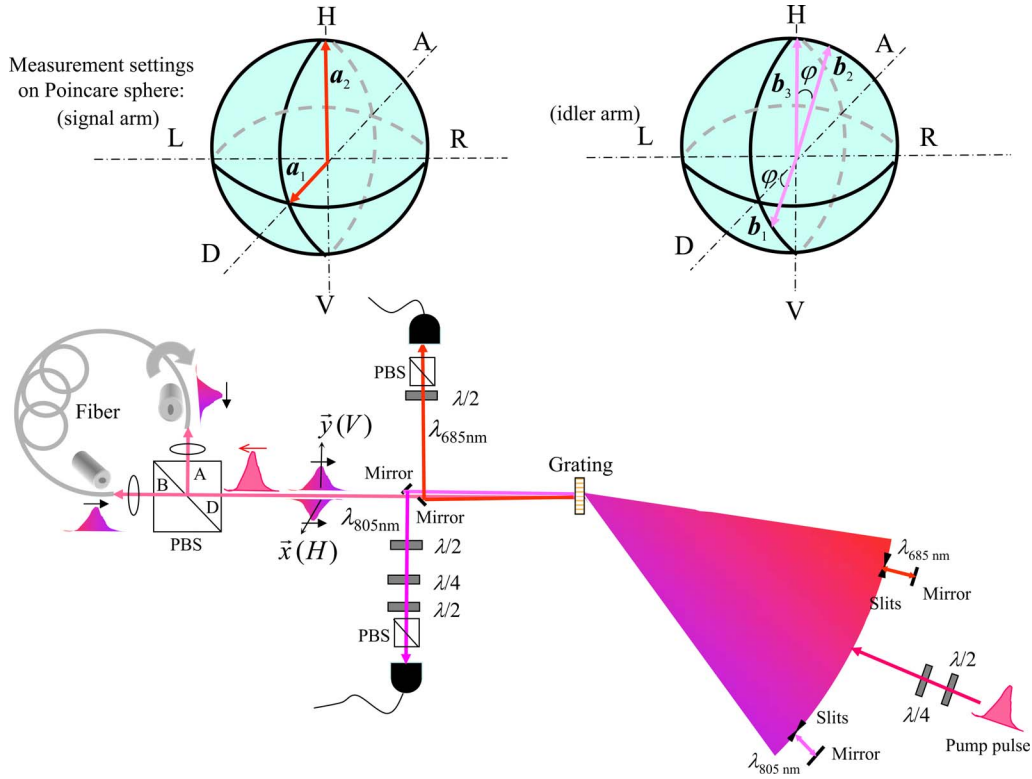 H
A
Measurement settings
on Poincare sphere:
(signal arm)
a₂
L
R
a₁
D
V
H
A
b₂
b₃
φ
(idler arm)
L
R
φ
b₁
D
V
PBS
λ/2
Fiber
λ685nm
y⃗(V)
Grating
Mirror
A
B
D
Mirror
λ805nm
PBS
x⃗(H)
λ/2
λ/4
λ/2
PBS
λ685 nm
Mirror
Slits
λ/2
λ/4
Slits
Pump pulse
Mirror
λ805 nm